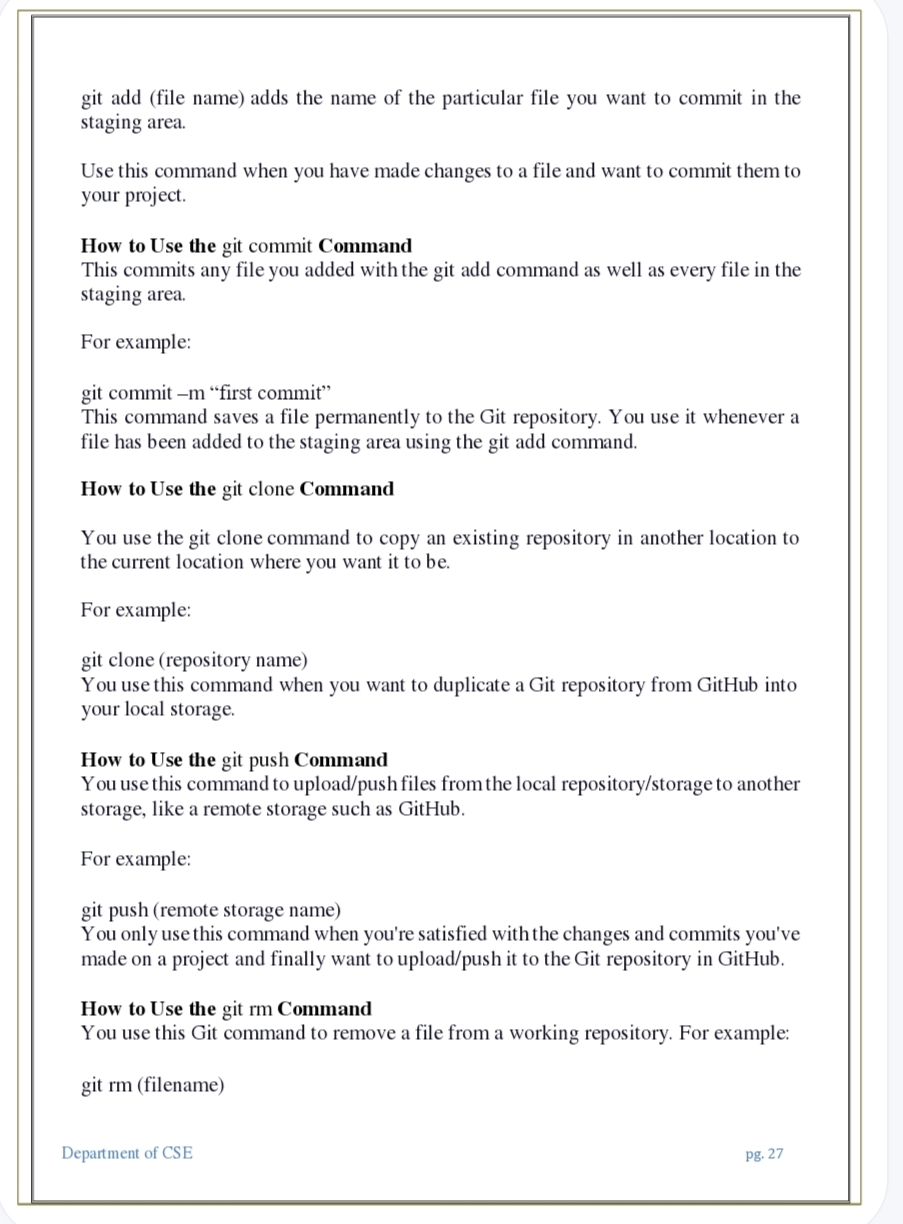 git add (file name) adds the name of the particular file you want to commit in the
staging area.
Use this command when you have made changes to a file and want to commit them to
your project.
How to Use the git commit Command
This commits any file you added with the git add command as well as every file in the
staging area.
For example:
git commit –m “first commit”
This command saves a file permanently to the Git repository. You use it whenever a
file has been added to the staging area using the git add command.
How to Use the git clone Command
You use the git clone command to copy an existing repository in another location to
the current location where you want it to be.
For example:
git clone (repository name)
You use this command when you want to duplicate a Git repository from GitHub into
your local storage.
How to Use the git push Command
You use this command to upload/push files from the local repository/storage to another
storage, like a remote storage such as GitHub.
For example:
git push (remote storage name)
You only use this command when you're satisfied with the changes and commits you've
made on a project and finally want to upload/push it to the Git repository in GitHub.
How to Use the git rm Command
You use this Git command to remove a file from a working repository. For example:
git rm (filename)
Department of CSE pg. 27